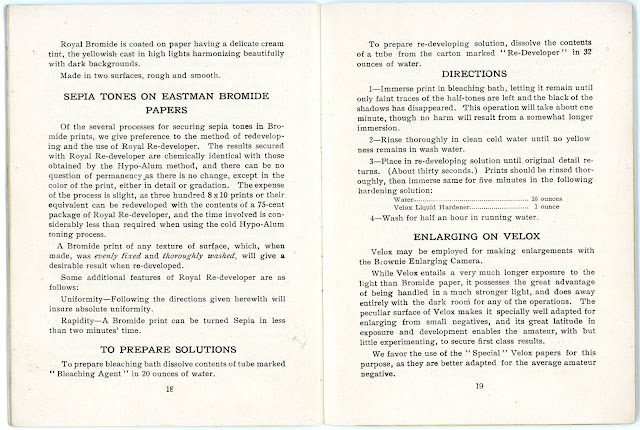 Royal Bromide is coated on paper having a delicate cream
tint, the yellowish cast in high lights harmonizing beautifully
with dark backgrounds.
Made in two surfaces, rough and smooth.
SEPIA TONES ON EASTMAN BROMIDE
PAPERS
Of the several processes for securing sepia tones in Bro-
mide prints, we give preference to the method of redevelop-
ing and the use of Royal Re-developer. The results secured
with Royal Re-developer are chemically identical with those
obtained by the Hypo-Alum method, and there can be no
question of permanency as there is no change, except in the
color of the print, either in detail or gradation. The expense
of the process is slight, as three hundred 8 x 10 prints or their
equivalent can be redeveloped with the contents of a 75-cent
package of Royal Re-developer, and the time involved is con-
siderably less than required when using the cold Hypo-Alum
toning process.
A Bromide print of any texture of surface, which, when
made, was evenly fixed and thoroughly washed, will give a
desirable result when re-developed.
Some additional features of Royal Re-developer are as
follows:
Uniformity—Following the directions given herewith will
insure absolute uniformity.
Rapidity—A Bromide print can be turned Sepia in less
than two minutes' time.
TO PREPARE SOLUTIONS
To prepare bleaching bath dissolve contents of tube marked
"Bleaching Agent" in 20 ounces of water.
18
To prepare re-developing solution, dissolve the contents
of a tube from the carton marked "Re-Developer" in 32
ounces of water.
DIRECTIONS
1—Immerse print in bleaching bath, letting it remain until
only faint traces of the half-tones are left and the black of the
shadows has disappeared. This operation will take about one
minute, though no harm will result from a somewhat longer
immersion.
2—Rinse thoroughly in clean cold water until no yellow
ness remains in wash water.
3—Place in re-developing solution until original detail re-
turns. (About thirty seconds.) Prints should be rinsed thor-
oughly, then immerse same for five minutes in the following
hardening solution:
Water........................................ 16 ounces
Velox Liquid Hardener.................... 1 ounce
4—Wash for half an hour in running water.
ENLARGING ON VELOX
Velox may be employed for making enlargements with
the Brownie Enlarging Camera.
While Velox entails a very much longer exposure to the
light than Bromide paper, it possesses the great advantage
of being handled in a much stronger light, and does away
entirely with the dark room for any of the operations. The
peculiar surface of Velox makes it specially well adapted for
enlarging from small negatives, and its great latitude in
exposure and development enables the amateur, with but
little experimenting, to secure first class results.
We favor the use of the "Special" Velox papers for this
purpose, as they are better adapted for the average amateur
negative.
19